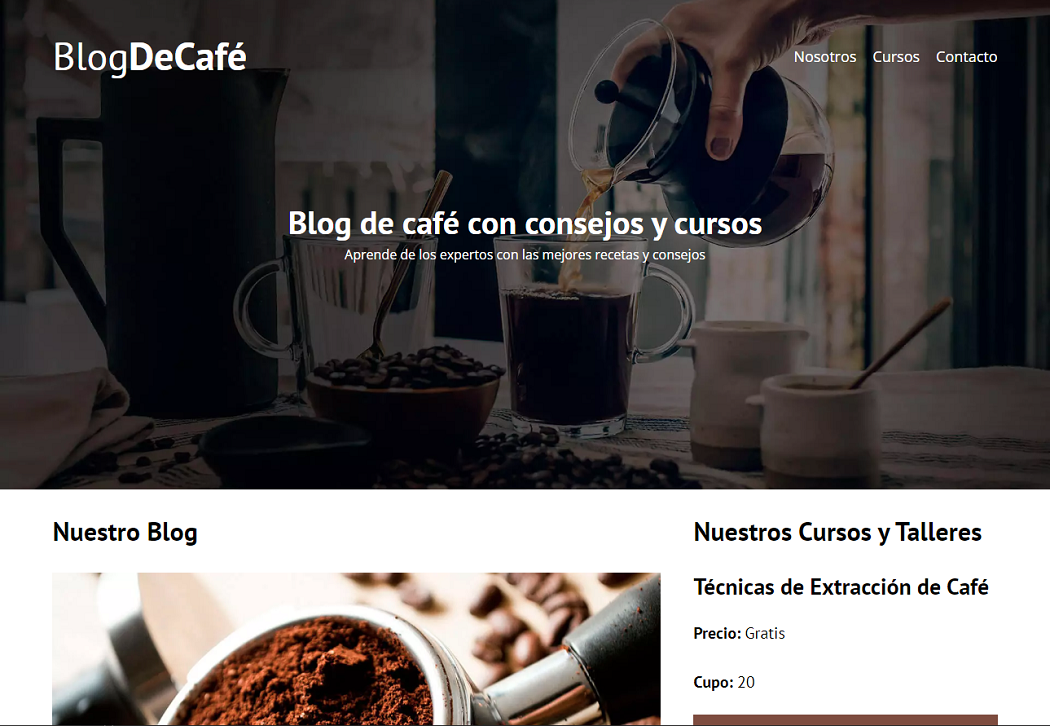 BlogDeCafé
Nosotros Cursos Contacto
Blog de café con consejos y cursos
Aprende de los expertos con las mejores recetas y consejos
Nuestro Blog
Nuestros Cursos y Talleres
Técnicas de Extracción de Café
Precio: Gratis
Cupo: 20